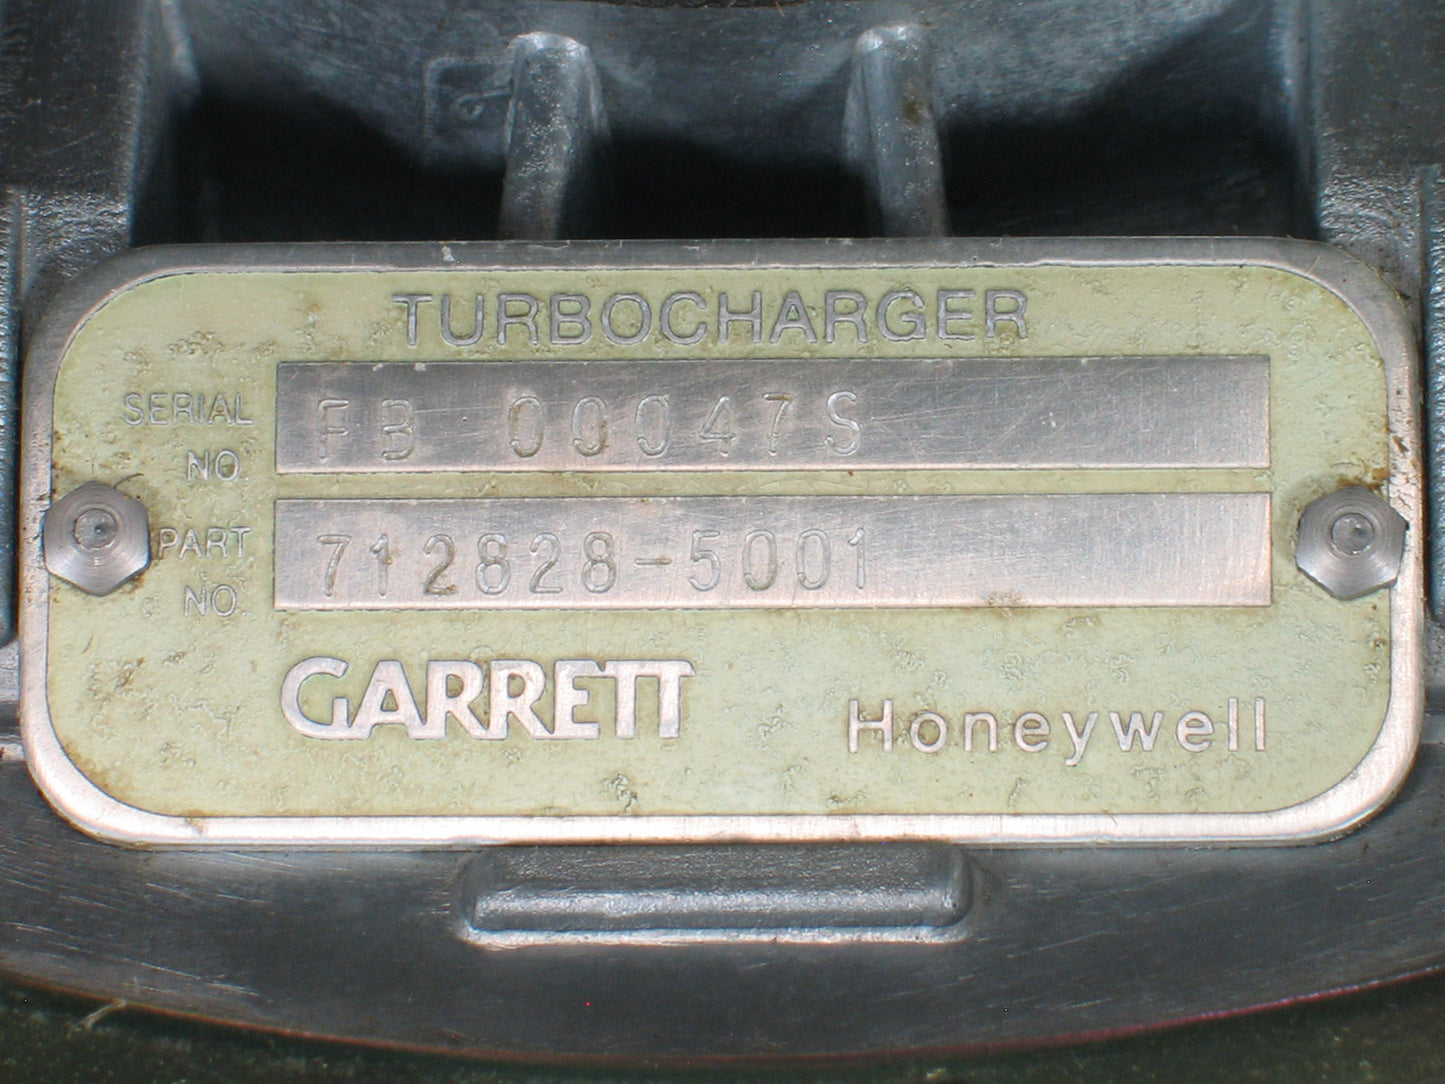 TURBOCHARGER
SERIAL NO. FB 00047S
PART NO. 712828-5001
GARRETT Honeywell